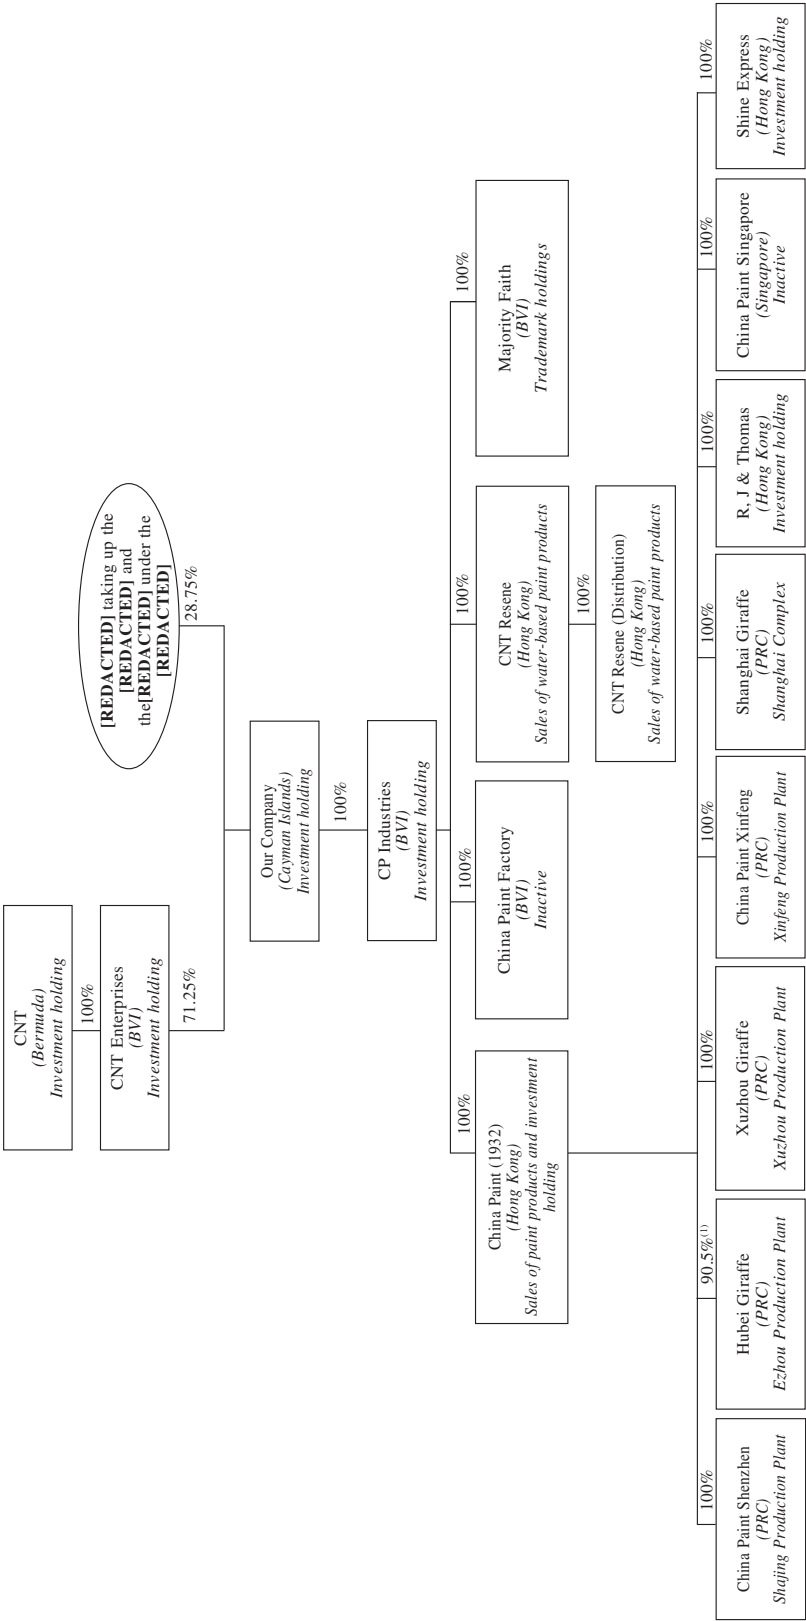 CNT
(Bermuda)
Investment holding
100%
CNT Enterprises
(BVI)
Investment holding
71.25%
[REDACTED] taking up the
[REDACTED] and
the[REDACTED] under the
[REDACTED]
28.75%
Our Company
(Cayman Islands)
Investment holding
100%
CP Industries
(BVI)
Investment holding
100%
100%
100%
100%
China Paint (1932)
(Hong Kong)
Sales of paint products and investment
holding
China Paint Factory
(BVI)
Inactive
CNT Resene
(Hong Kong)
Sales of water-based paint products
Majority Faith
(BVI)
Trademark holdings
100%
CNT Resene (Distribution)
(Hong Kong)
Sales of water-based paint products
100%
90.5%(1)
100%
100%
100%
100%
100%
100%
China Paint Shenzhen
(PRC)
Shajing Production Plant
Hubei Giraffe
(PRC)
Ezhou Production Plant
Xuzhou Giraffe
(PRC)
Xuzhou Production Plant
China Paint Xinfeng
(PRC)
Xinfeng Production Plant
Shanghai Giraffe
(PRC)
Shanghai Complex
R, J & Thomas
(Hong Kong)
Investment holding
China Paint Singapore
(Singapore)
Inactive
Shine Express
(Hong Kong)
Investment holding